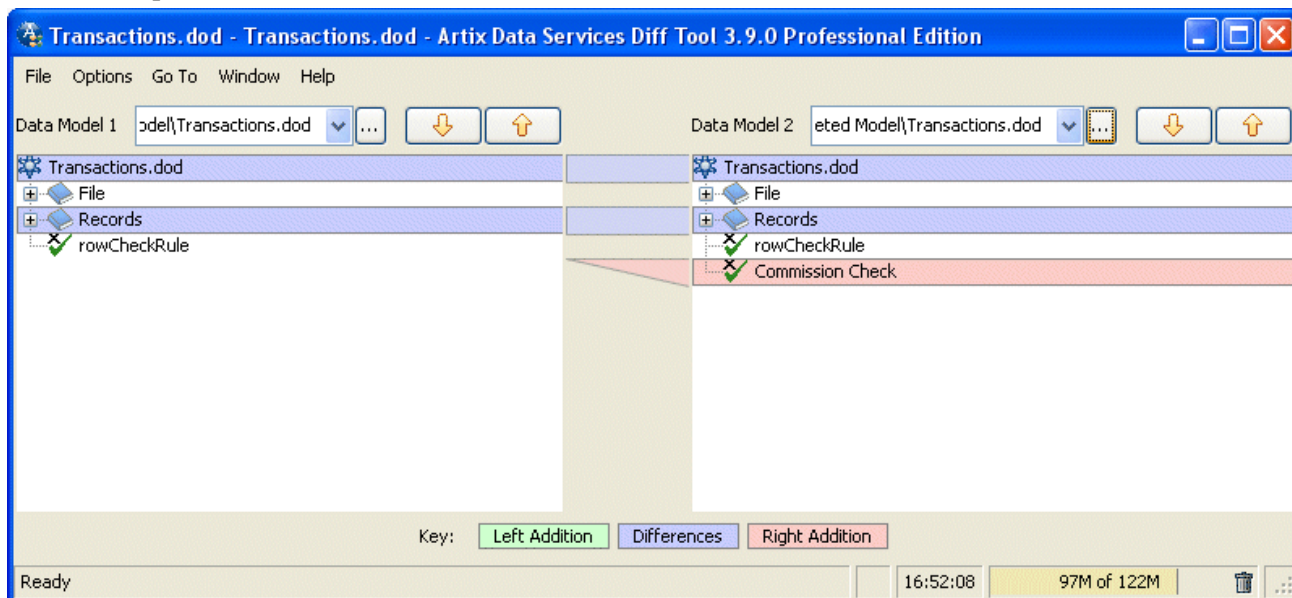 Transactions.dod - Transactions.dod - Artix Data Services Diff Tool 3.9.0 Professional Edition
File Options Go To Window Help
Data Model 1 odel\Transactions.dod ... Data Model 2 eted Model\Transactions.dod ...
Transactions.dod Transactions.dod
File File
Records Records
rowCheckRule rowCheckRule
Commission Check
Key: Left Addition Differences Right Addition
Ready 16:52:08 97M of 122M